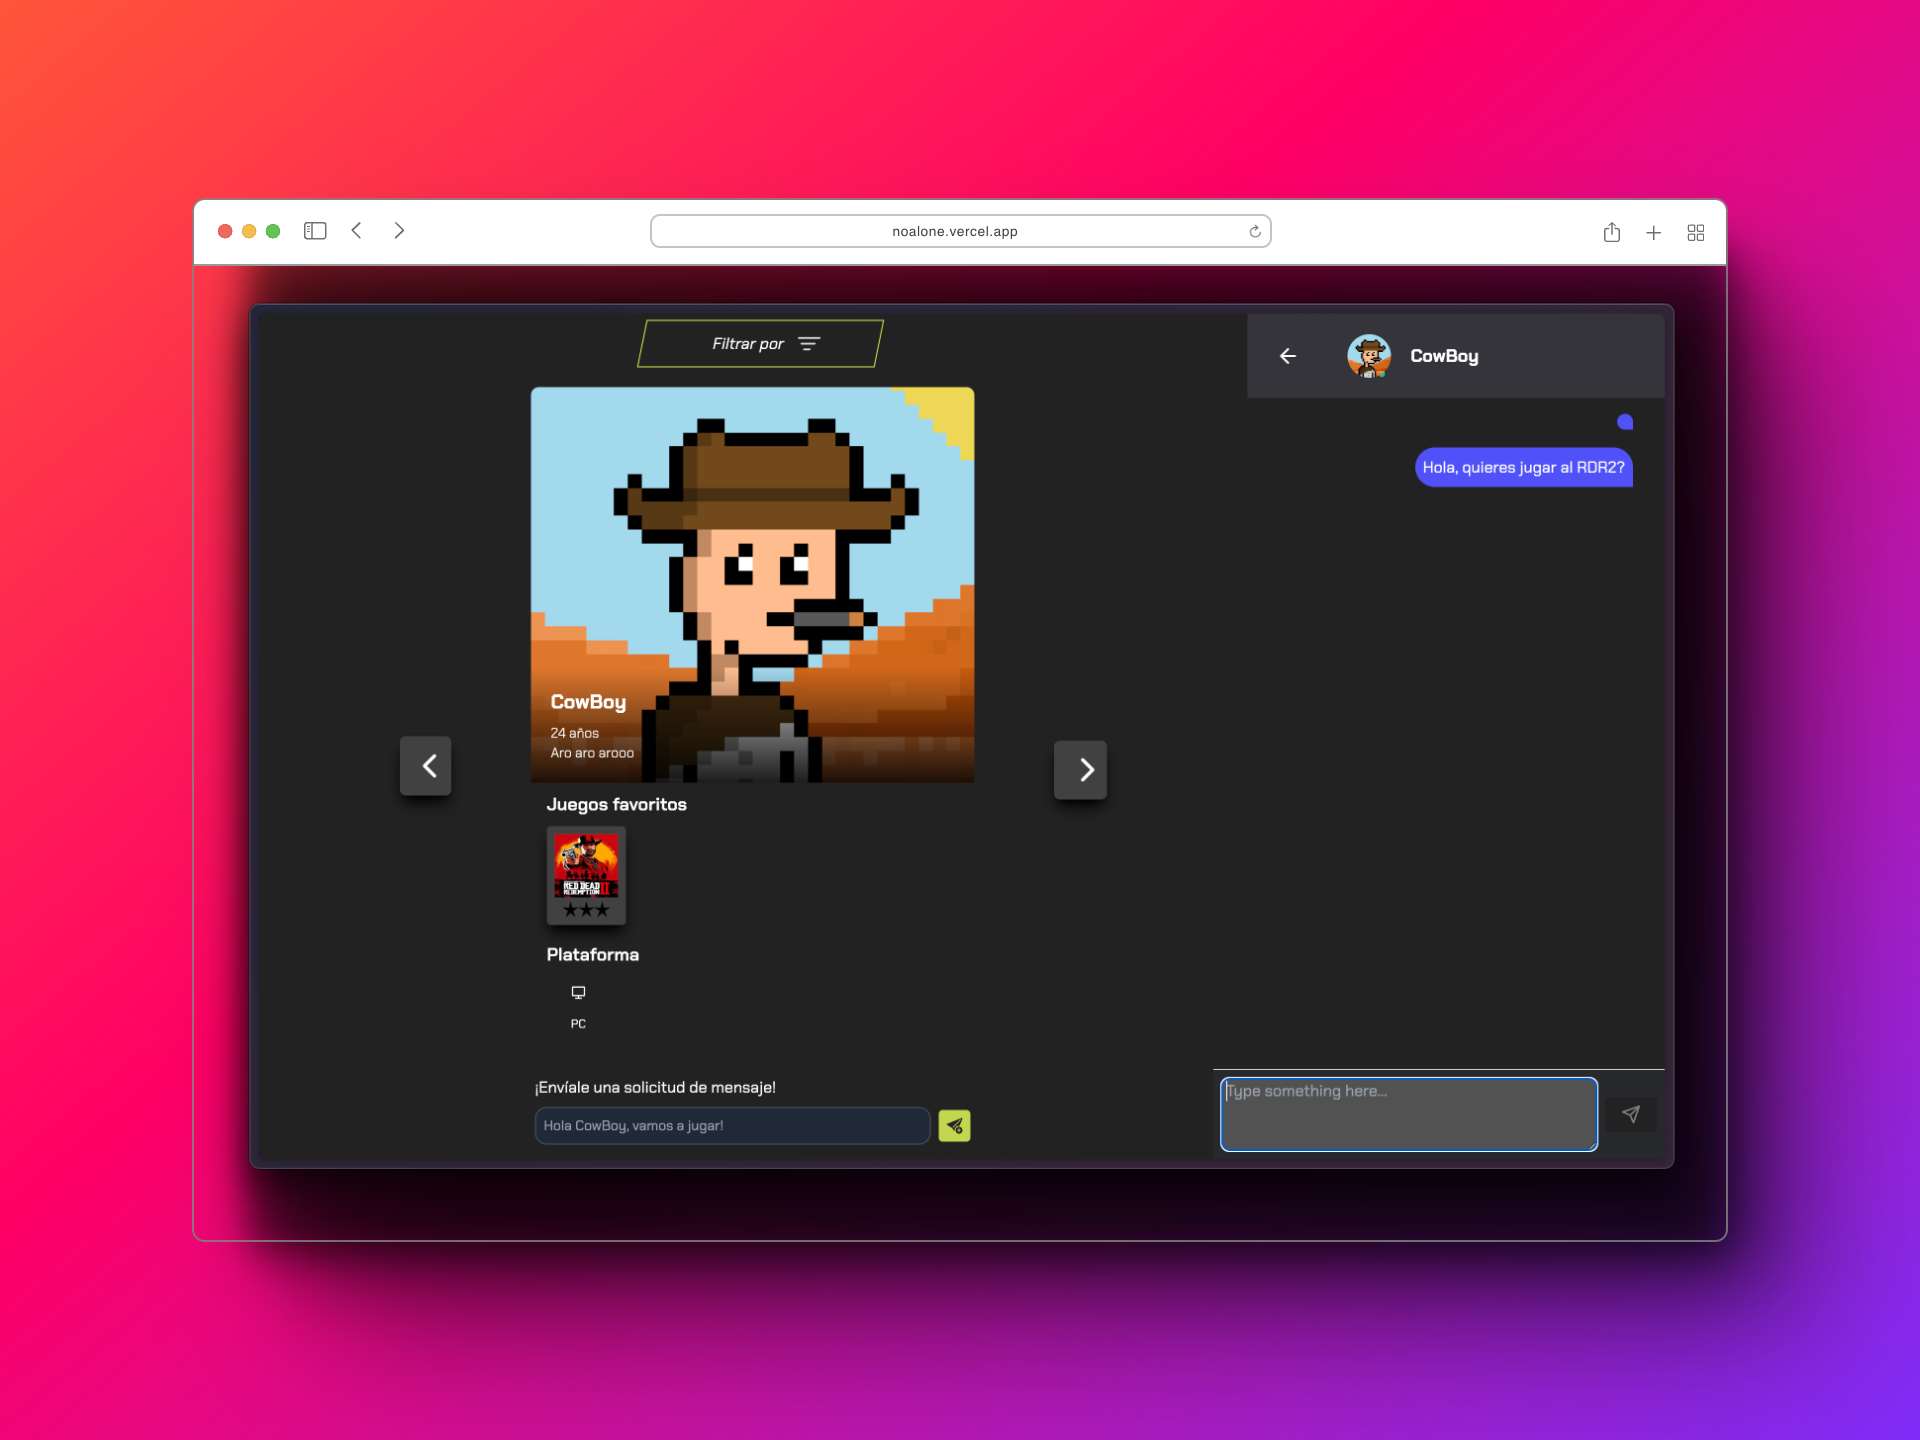 noalone.vercel.app
Filtrar por
CowBoy
24 años
Aro aro arooo
Juegos favoritos
RED DEAD
REDEMPTION II
Plataforma
PC
¡Envíale una solicitud de mensaje!
Hola CowBoy, vamos a jugar!
CowBoy
Hola, quieres jugar al RDR2?
Type something here...